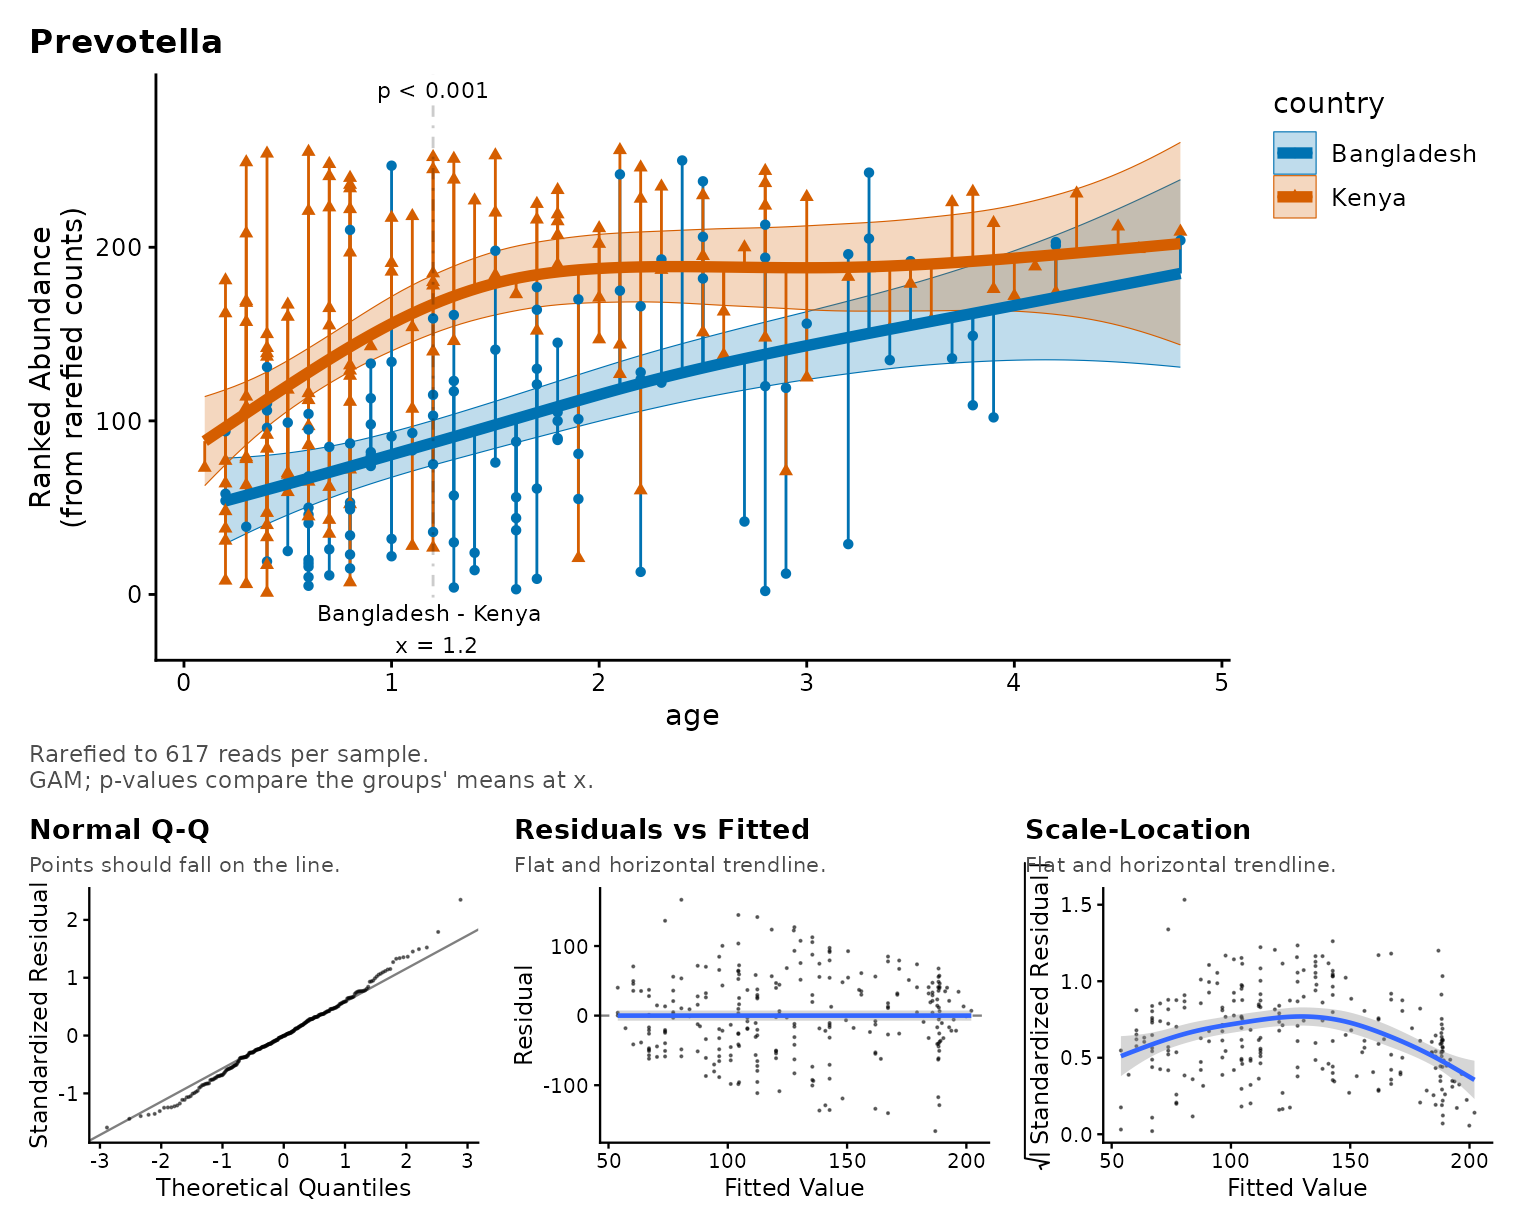 Prevotella
Ranked Abundance
(from rarefied counts)
200
100
0
p < 0.001
Bangladesh - Kenya
x = 1.2
0 1 2 3 4 5
age
country
Bangladesh
Kenya
Rarefied to 617 reads per sample.
GAM; p-values compare the groups' means at x.
Normal Q-Q
Points should fall on the line.
Standardized Residual
2
1
0
-1
-3 -2 -1 0 1 2 3
Theoretical Quantiles
Residuals vs Fitted
Flat and horizontal trendline.
Residual
100
0
-100
50 100 150 200
Fitted Value
Scale-Location
Flat and horizontal trendline.
√| Standardized Residual |
1.5
1.0
0.5
0.0
50 100 150 200
Fitted Value